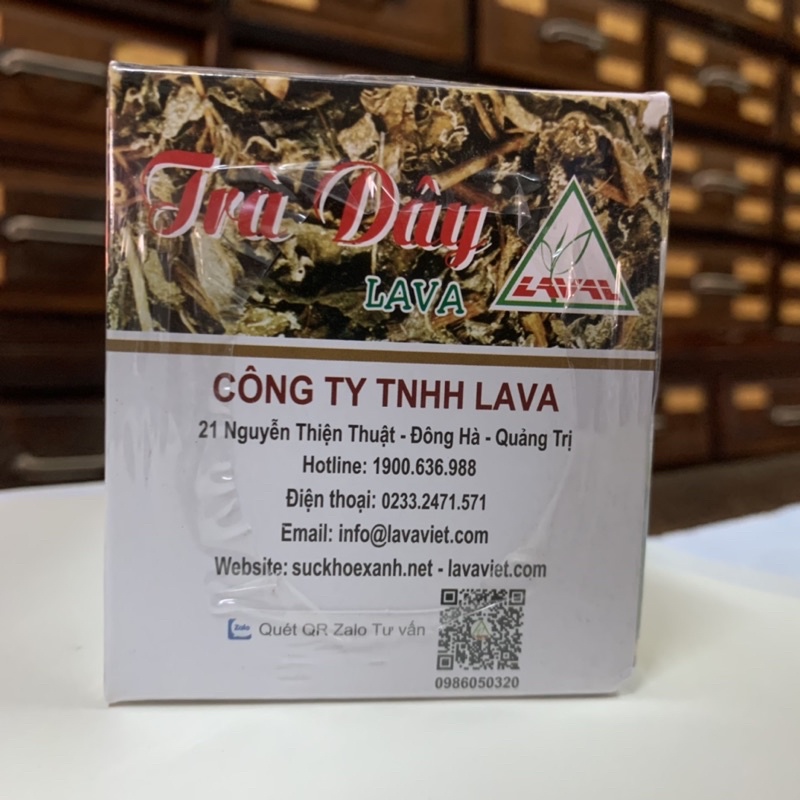 Trà Dây
LAVA
LAVAL
CÔNG TY TNHH LAVA
21 Nguyễn Thiện Thuật - Đông Hà - Quảng Trị
Hotline: 1900.636.988
Điện thoại: 0233.2471.571
Email: info@lavaviet.com
Website: suckhoexanh.net - lavaviet.com
Zalo Quét QR Zalo Tư vấn
0986050320